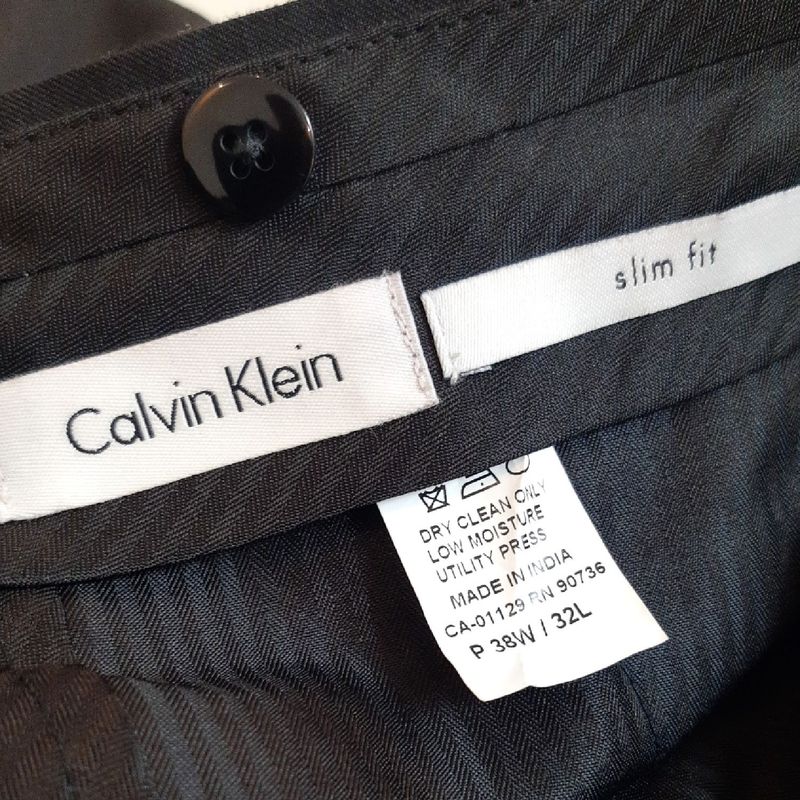 Calvin Klein
slim fit
DRY CLEAN ONLY
LOW MOISTURE
UTILITY PRESS
MADE IN INDIA
CA-01129 RN 90736
P 38W / 32L